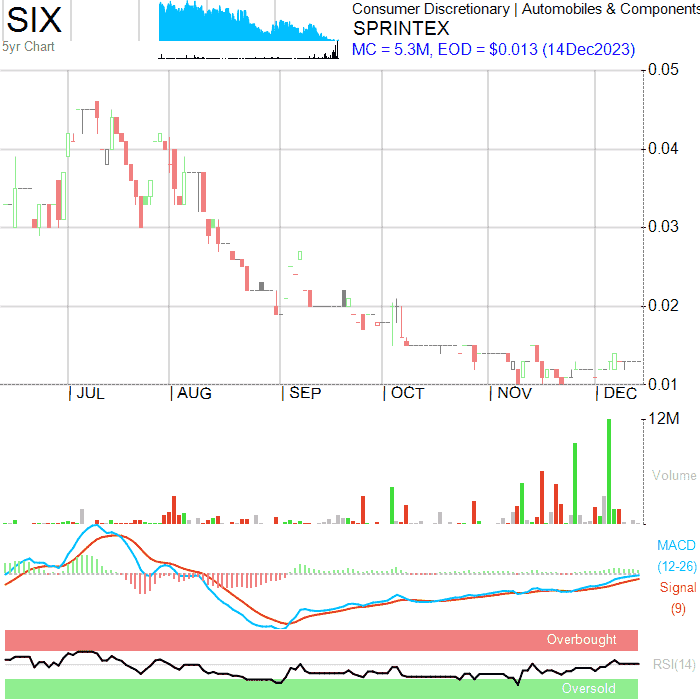 SIX
5yr Chart
Consumer Discretionary | Automobiles & Components
SPRINTEX
MC = 5.3M, EOD = $0.013 (14Dec2023)
0.05
0.04
0.03
0.02
0.01
JUL AUG SEP OCT NOV DEC
12M
Volume
MACD
(12-26)
Signal
(9)
Overbought
RSI(14)
Oversold